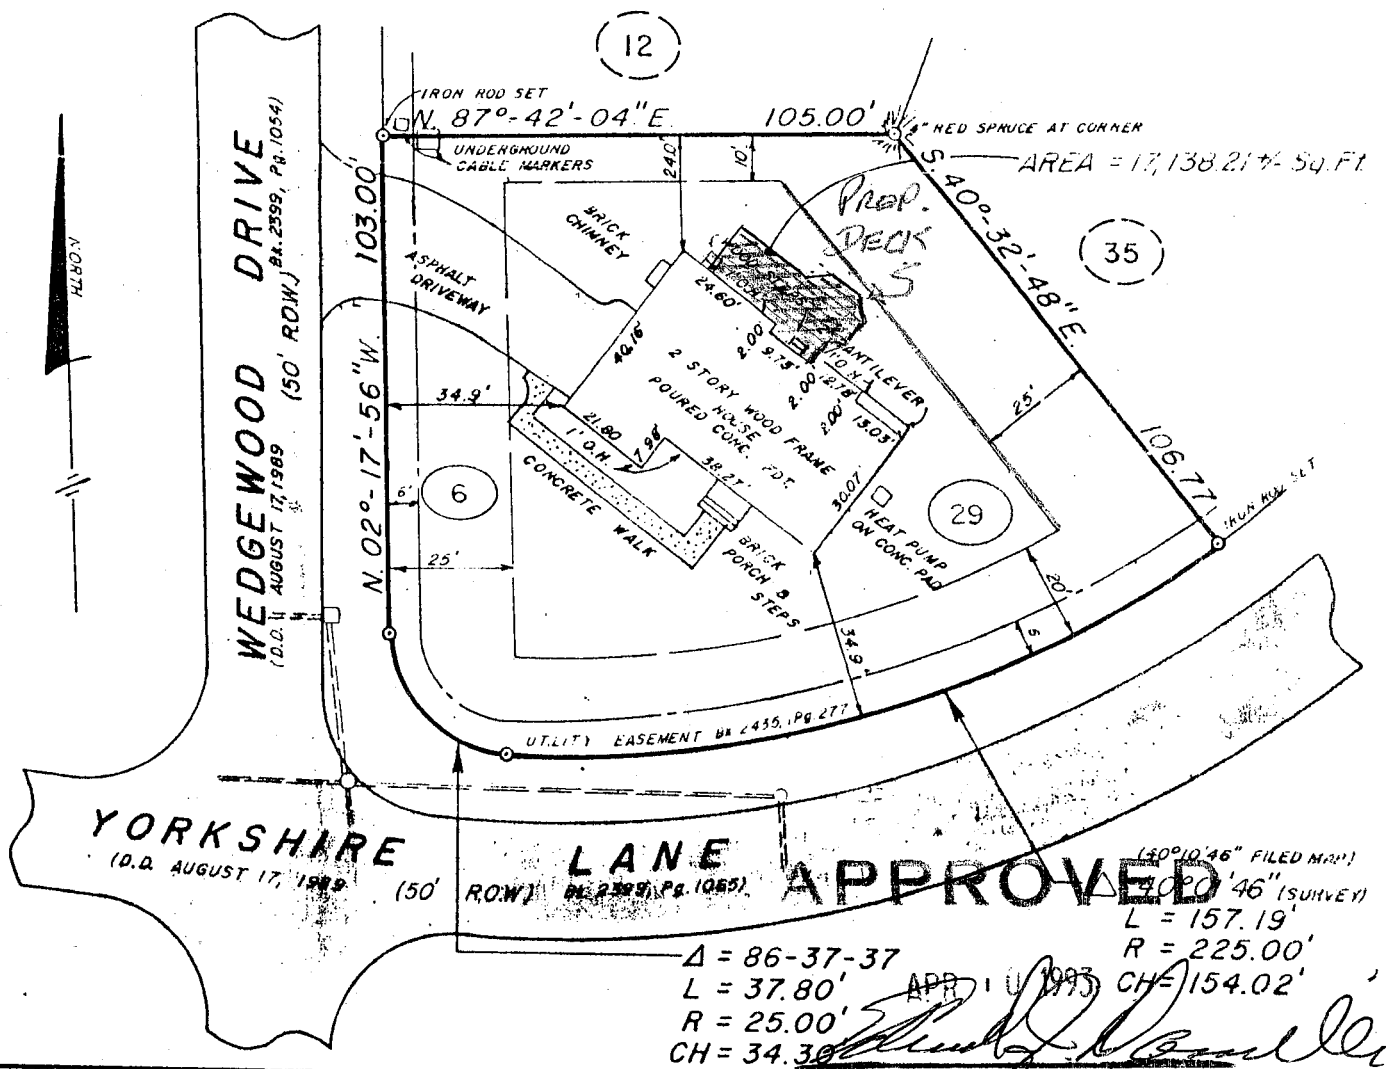 12
IRON ROD SET
N. 87°-42'-04" E. 105.00'
4" RED SPRUCE AT CORNER
UNDERGROUND
CABLE MARKERS
AREA = 17,138.21 +/- Sq. Ft.
S. 40°-32'-48" E.
106.77'
IRON ROD SET
35
24.0'
10'
PROP.
DECK
S
BRICK
CHIMNEY
ASPHALT
DRIVEWAY
NORTH
WEDGEWOOD DRIVE
(50' ROW) Bk. 2399, Pg. 1054)
(D.D. AUGUST 17, 1989
N. 02°-17'-56" W. 103.00'
24.60'
40.16'
2.00'
9.75'
2.00'
12.78'
2.00'
13.03'
CANTILEVER
2 STORY WOOD FRAME
HOUSE
POURED CONC. FDT.
25'
34.9'
21.80
1' O.H.
7.98'
38.27'
30.07'
CONCRETE WALK
6'
6
29
HEAT PUMP
ON CONC. PAD
BRICK
PORCH &
STEPS
25'
20'
5'
34.9'
UTILITY EASEMENT Bk 2435, Pg. 277
YORKSHIRE LANE
(D.D. AUGUST 17, 1989 (50' R.O.W.) Bk. 2399, Pg. 1065)
APPROVED
(40°10'46" FILED MAP)
Δ 40°01'46" (SURVEY)
L = 157.19'
R = 225.00'
CH = 154.02'
Δ = 86-37-37
L = 37.80'
R = 25.00'
CH = 34.30
APR 10 1993